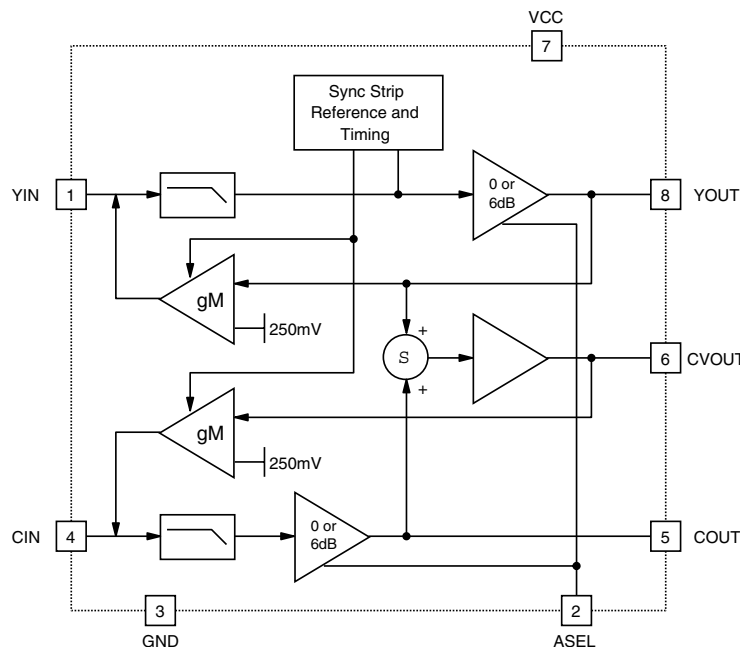 VCC
7
Sync Strip
Reference and
Timing
YIN
1
0 or
6dB
8
YOUT
gM
250mV
+
S
+
6
CVOUT
gM
250mV
CIN
4
0 or
6dB
5
COUT
3
GND
2
ASEL